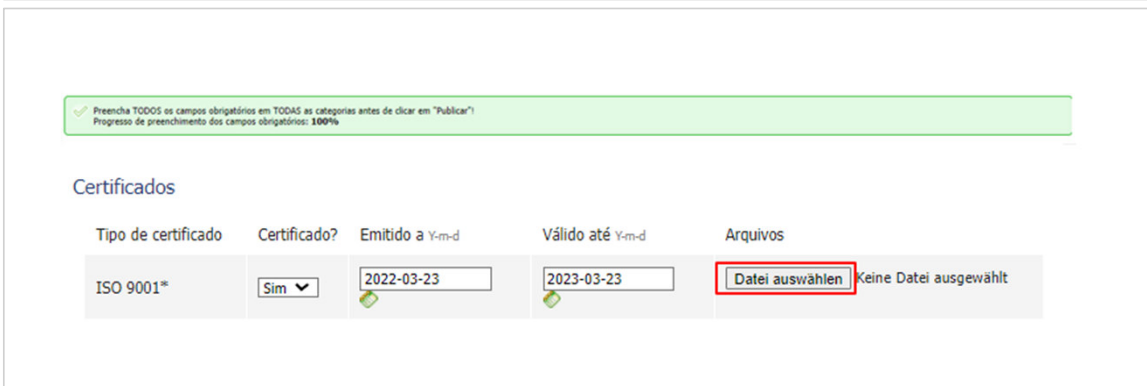 Preencha TODOS os campos obrigatórios em TODAS as categorias antes de clicar em "Publicar"!
Progresso de preenchimento dos campos obrigatórios: 100%
Certificados
Tipo de certificado Certificado? Emitido a Y-m-d Válido até Y-m-d Arquivos
ISO 9001* Sim 2022-03-23 2023-03-23 Datei auswählen Keine Datei ausgewählt